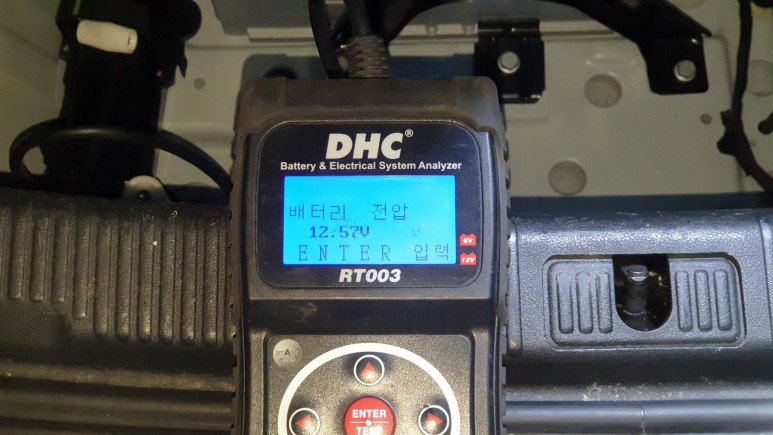 DHC®
Battery & Electrical System Analyzer
배터리 전압
12.57V
ENTER 입력
6V
12V
RT003
ENTER